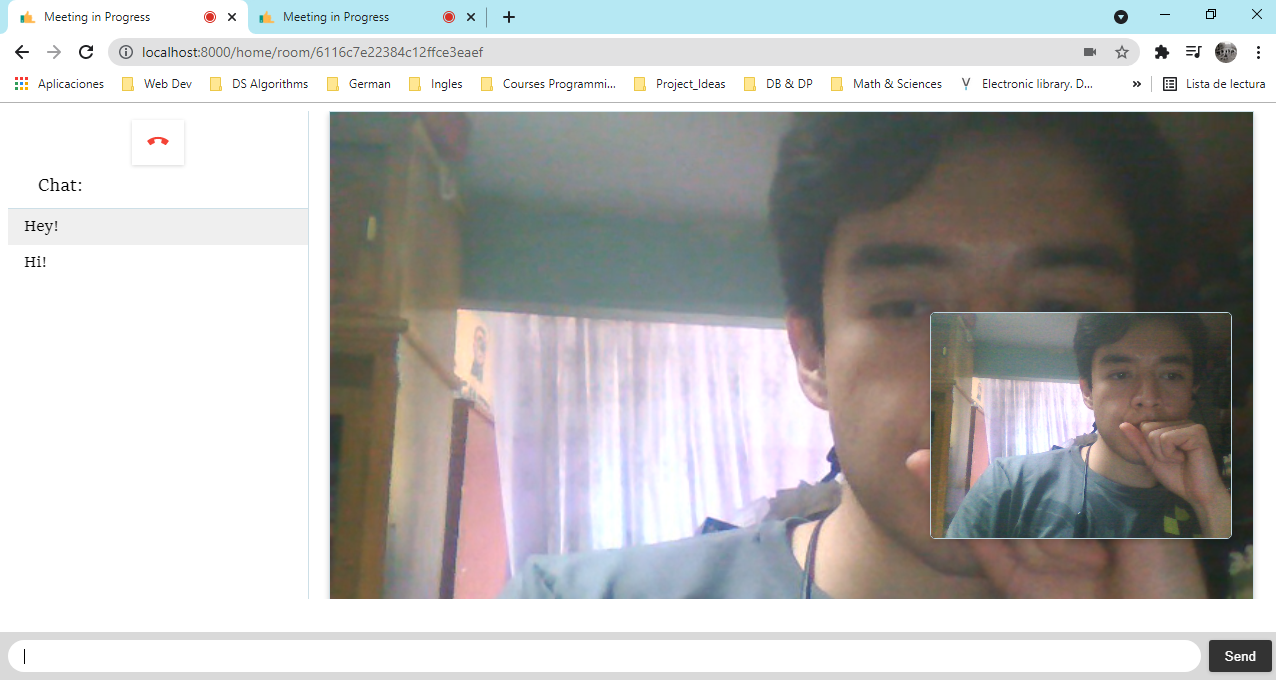 Meeting in Progress
Meeting in Progress
localhost:8000/home/room/6116c7e22384c12ffce3eaef
Aplicaciones
Web Dev
DS Algorithms
German
Ingles
Courses Programmi...
Project_Ideas
DB & DP
Math & Sciences
Electronic library. D...
»
Lista de lectura
Chat:
Hey!
Hi!
Send